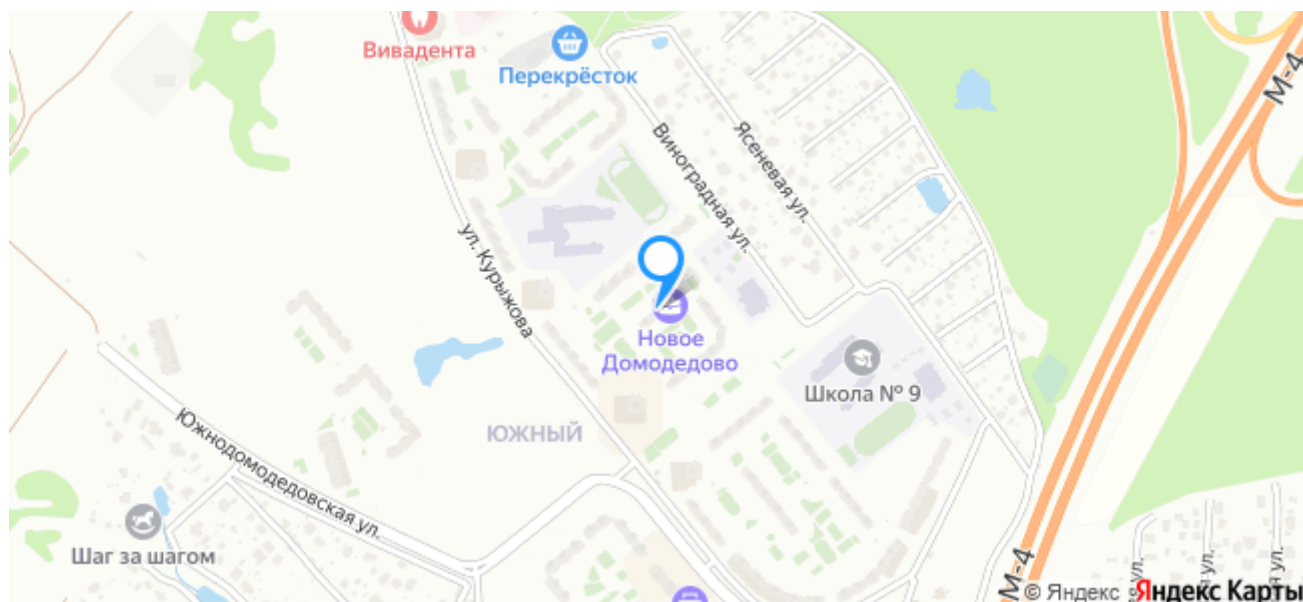 Вивадента
Перекрёсток
М-4
Ясеневая ул.
Виноградная ул.
ул. Курыжова
Новое
Домодедово
Школа № 9
ЮЖНЫЙ
Южнодомодедовская ул.
Шаг за шагом
М-4
© Яндекс Яндекс Карты